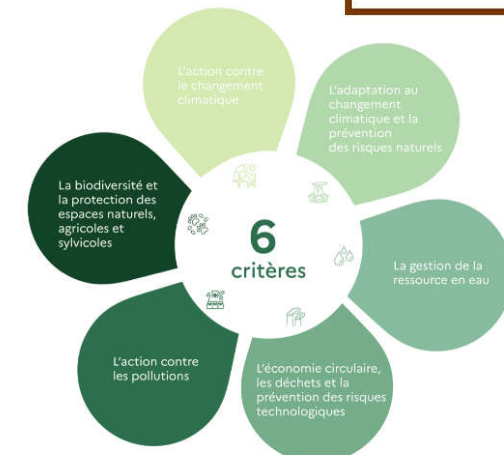 L'action contre
le changement
climatique
L'adaptation au
changement
climatique et la
prévention
des risques naturels
La gestion de la
ressource en eau
L'économie circulaire,
les déchets et la
prévention des risques
technologiques
L'action contre
les pollutions
La biodiversité et
la protection des
espaces naturels,
agricoles et
sylvicoles
6
critères